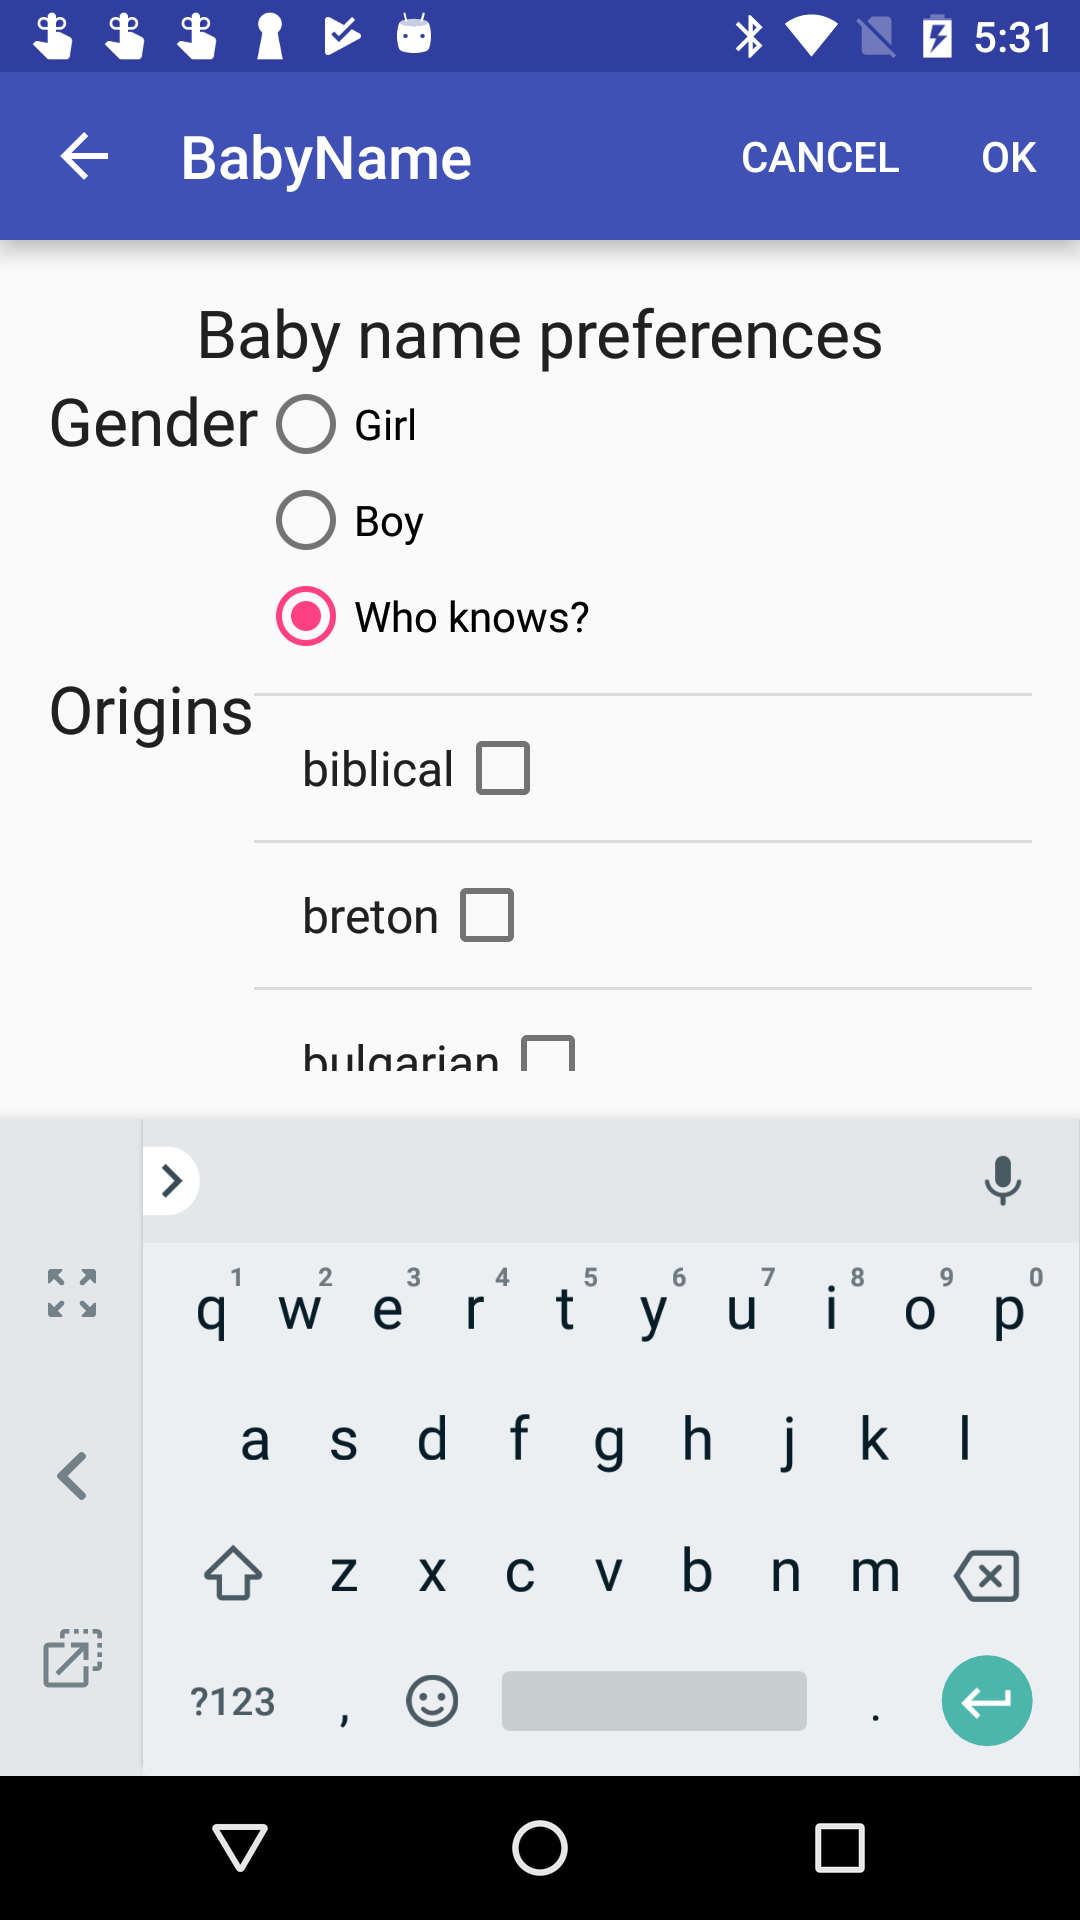 5:31
BabyName CANCEL OK
Baby name preferences
Gender Girl
Boy
Who knows?
Origins
biblical
breton
bulgarian
1 2 3 4 5 6 7 8 9 0
q w e r t y u i o p
a s d f g h j k l
z x c v b n m
?123 , .